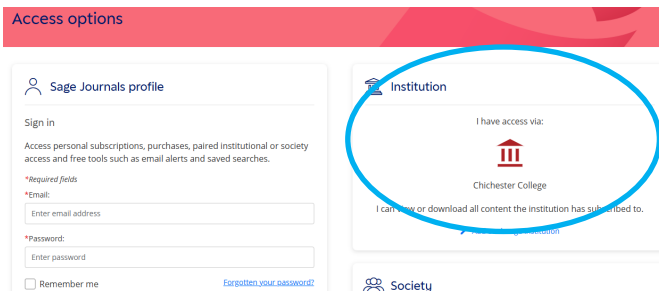 Access options
Sage Journals profile
Sign in
Access personal subscriptions, purchases, paired institutional or society
access and free tools such as email alerts and saved searches.
*Required fields
*Email:
Enter email address
*Password:
Enter password
Remember me
Forgotten your password?
Institution
I have access via:
Chichester College
I can view or download all content the institution has subscribed to.
institution
Society